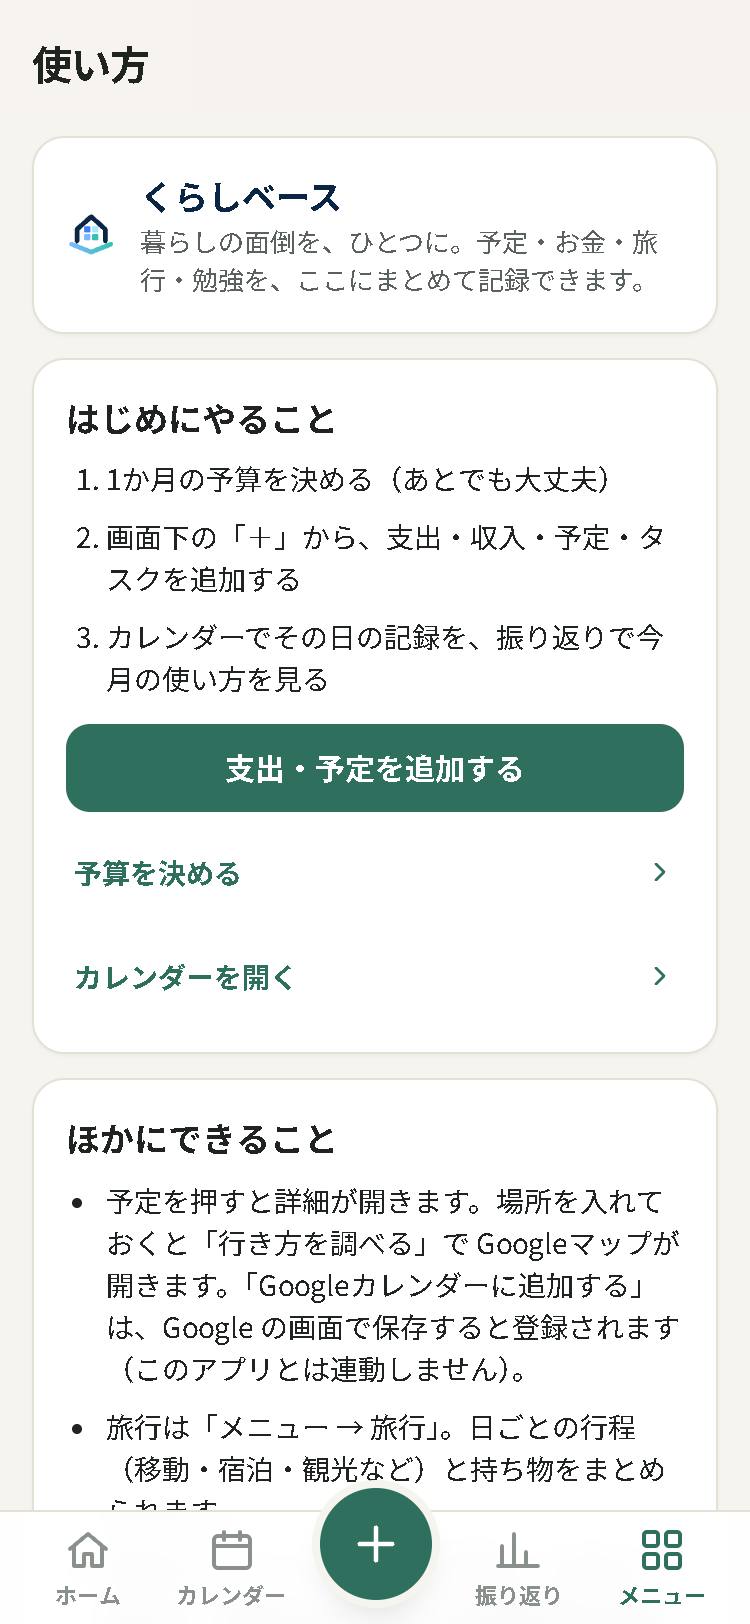 使い方
くらしベース
暮らしの面倒を、ひとつに。予定・お金・旅
行・勉強を、ここにまとめて記録できます。
はじめにやること
1. 1か月の予算を決める（あとでも大丈夫）
2. 画面下の「＋」から、支出・収入・予定・タ
スクを追加する
3. カレンダーでその日の記録を、振り返りで今
月の使い方を見る
支出・予定を追加する
予算を決める
カレンダーを開く
ほかにできること
• 予定を押すと詳細が開きます。場所を入れて
おくと「行き方を調べる」で Googleマップが
開きます。「Googleカレンダーに追加する」
は、Google の画面で保存すると登録されます
（このアプリとは連動しません）。
• 旅行は「メニュー → 旅行」。日ごとの行程
（移動・宿泊・観光など）と持ち物をまとめ
られます。
ホーム
カレンダー
振り返り
メニュー